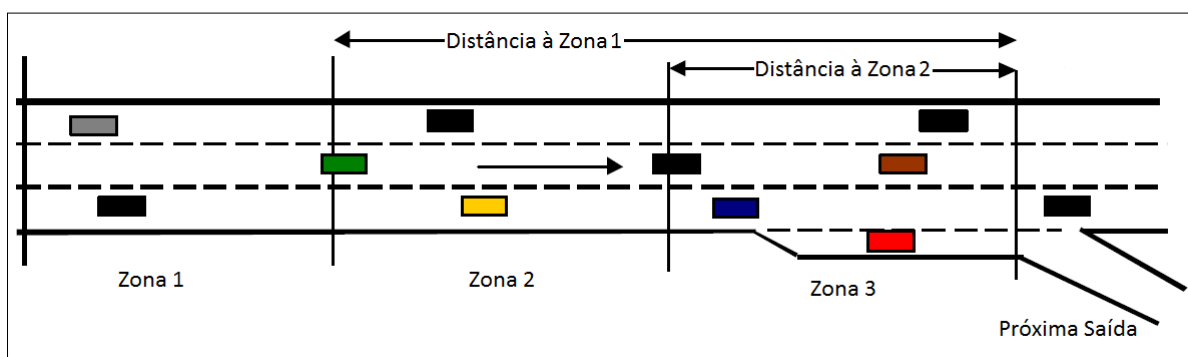 Distância à Zona 1
Distância à Zona 2
Zona 1
Zona 2
Zona 3
Próxima Saída